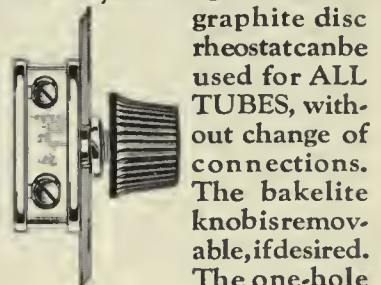 graphite disc
rheostatcanbe
used for ALL
TUBES, with-
out change of
connections.
The bakelite
knobisremov-
able,ifdesired.
The one-hole